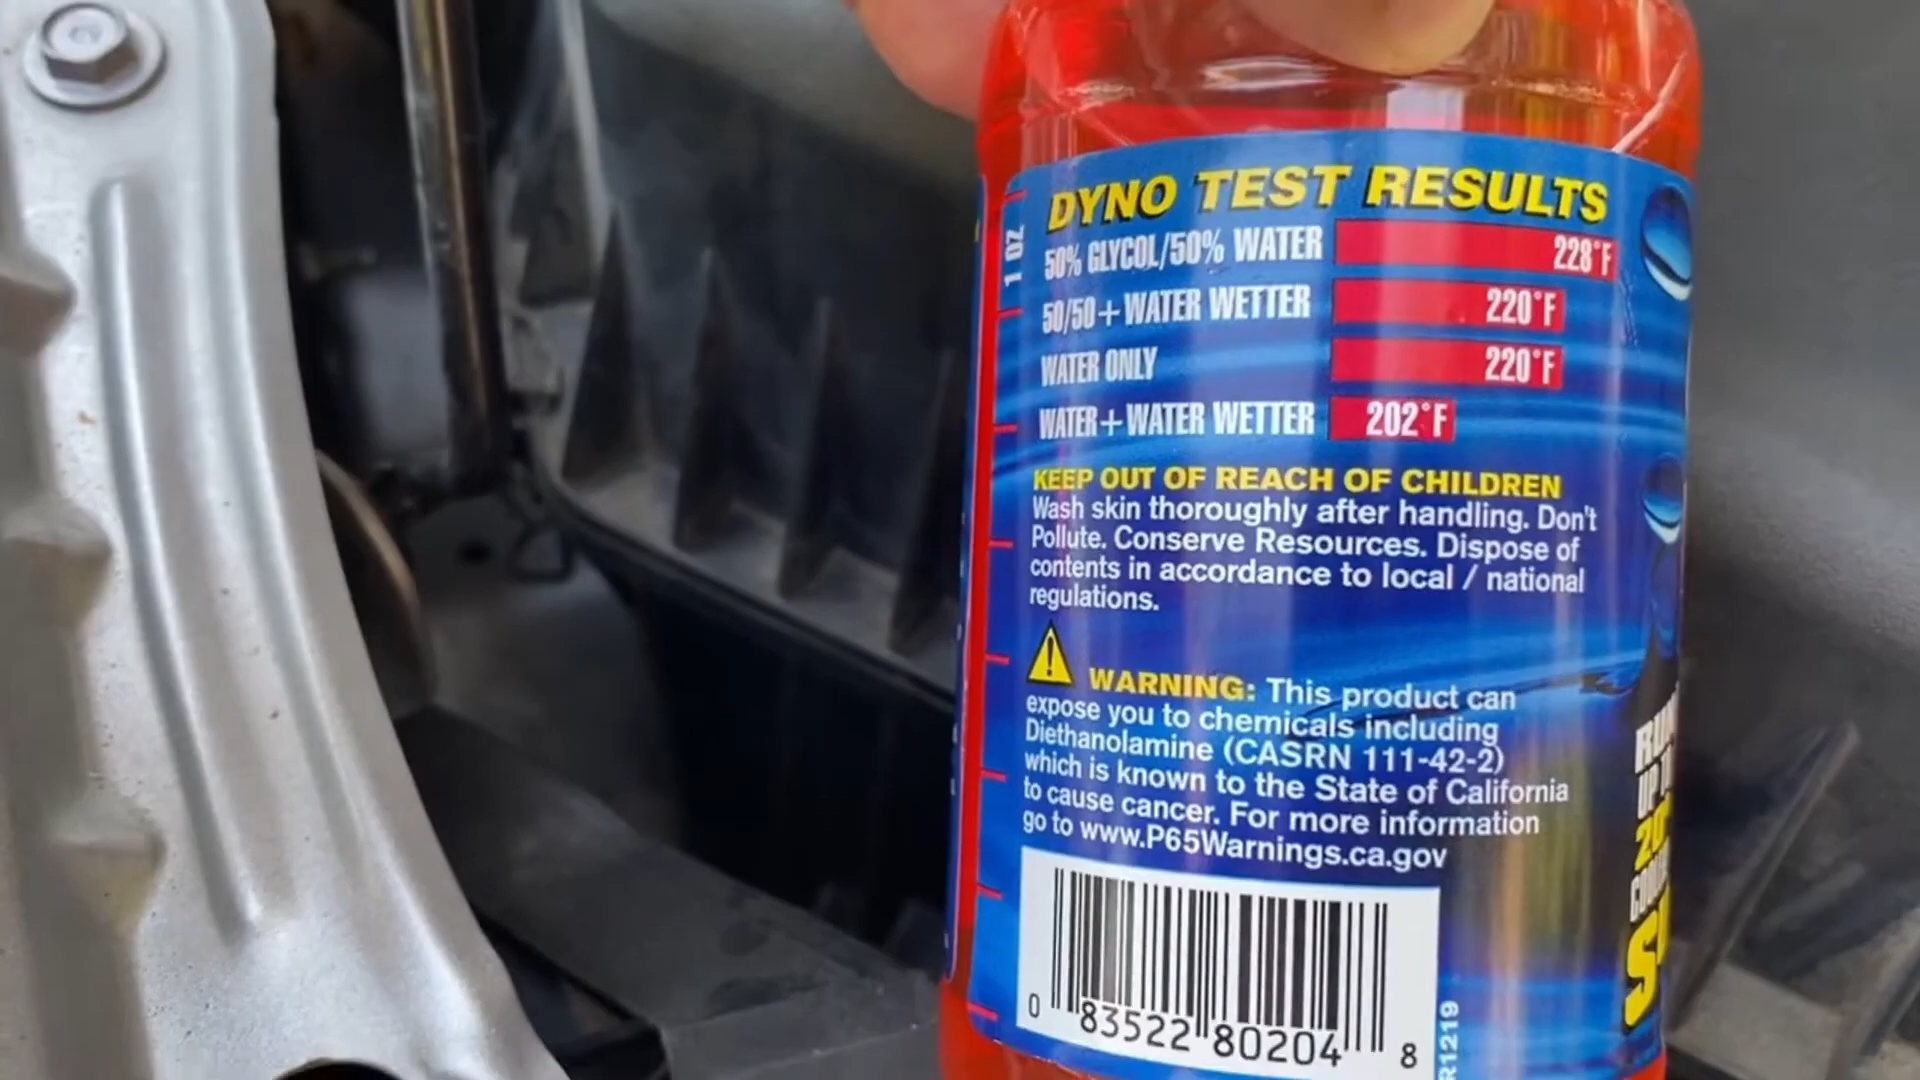 DYNO TEST RESULTS
1 OZ
50% GLYCOL/50% WATER 228°F
50/50+WATER WETTER 220°F
WATER ONLY 220°F
WATER+WATER WETTER 202°F
KEEP OUT OF REACH OF CHILDREN
Wash skin thoroughly after handling. Don't
Pollute. Conserve Resources. Dispose of
contents in accordance to local / national
regulations.
WARNING: This product can
expose you to chemicals including
Diethanolamine (CASRN 111-42-2)
which is known to the State of California
to cause cancer. For more information
go to www.P65Warnings.ca.gov
0 83522 80204 8
R1219